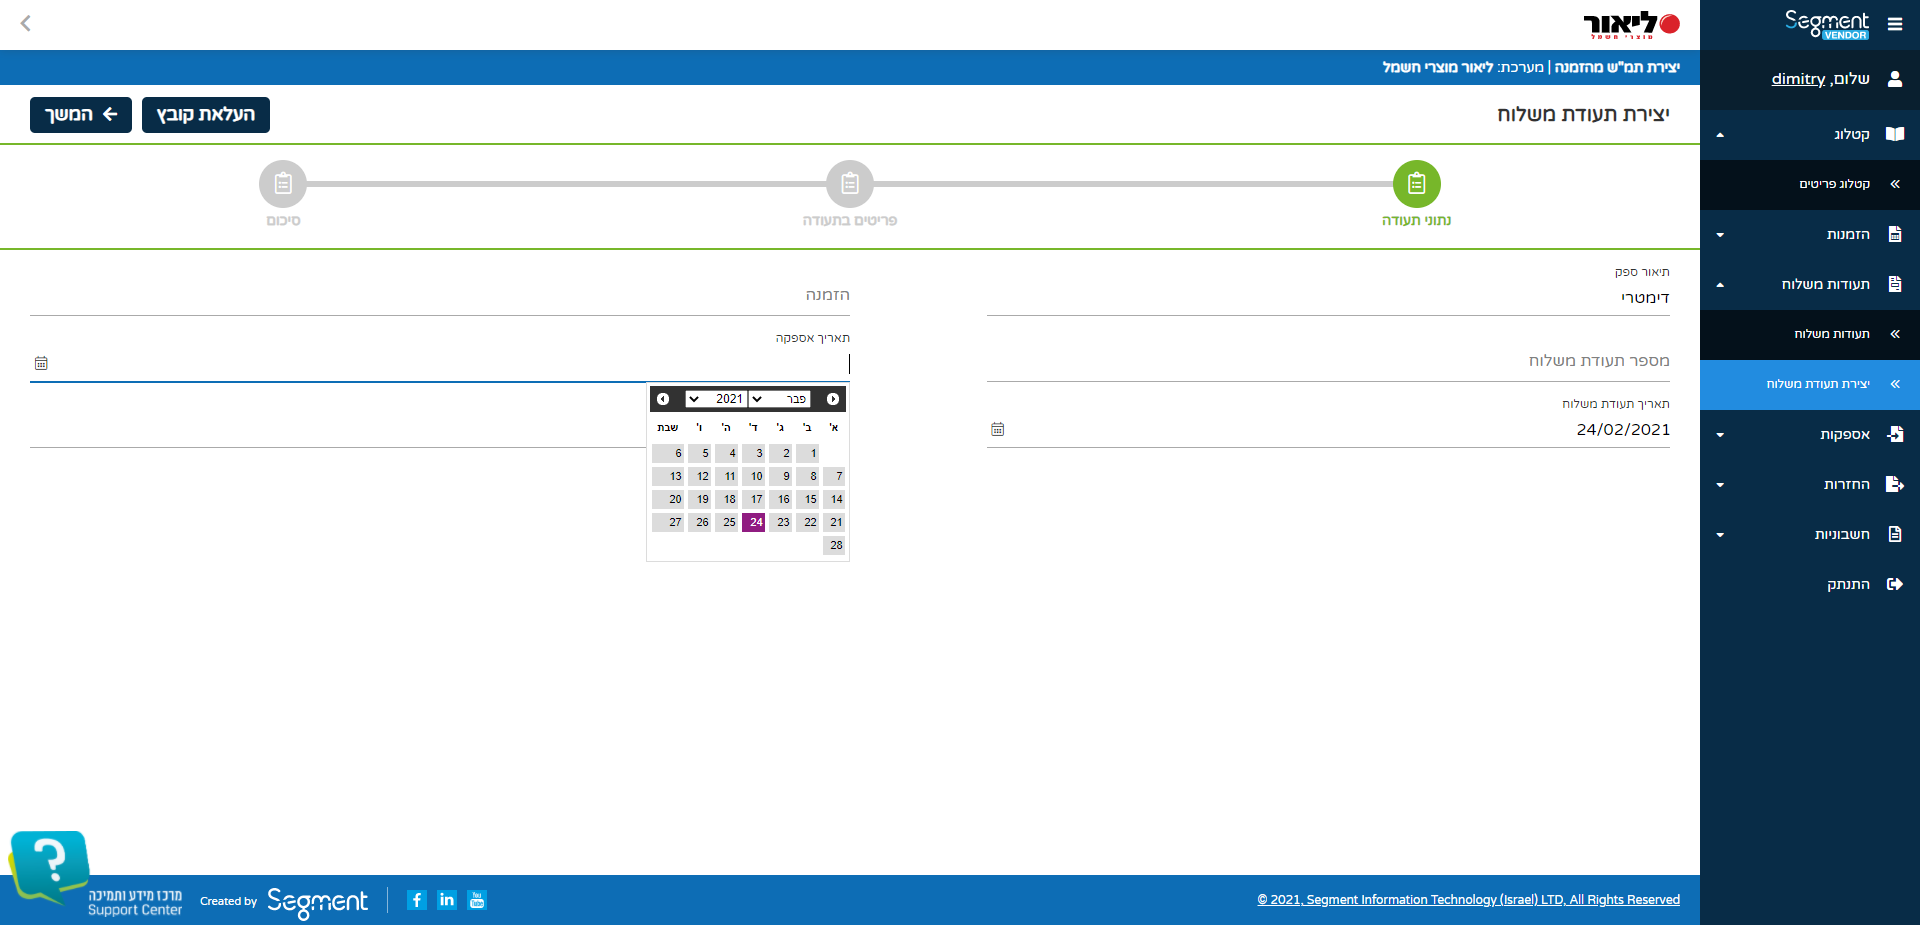 Segment
VENDOR
שלום, dimitry
קטלוג
קטלוג פריטים
הזמנות
תעודות משלוח
תעודות משלוח
יצירת תעודת משלוח
אספקות
החזרות
חשבוניות
התנתק
ליאור
מוצרי חשמל
יצירת תמ"ש מהזמנה | מערכת: ליאור מוצרי חשמל
יצירת תעודת משלוח
העלאת קובץ
המשך
נתוני תעודה
פריטים בתעודה
סיכום
תיאור ספק
דימטרי
הזמנה
מספר תעודת משלוח
תאריך אספקה
תאריך תעודת משלוח
24/02/2021
פבר 2021
א' ב' ג' ד' ה' ו' שבת
1 2 3 4 5 6
7 8 9 10 11 12 13
14 15 16 17 18 19 20
21 22 23 24 25 26 27
28
© 2021, Segment Information Technology (Israel) LTD, All Rights Reserved
You Tube
in
f
Created by Segment
?
מרכז מידע ותמיכה
Support Center